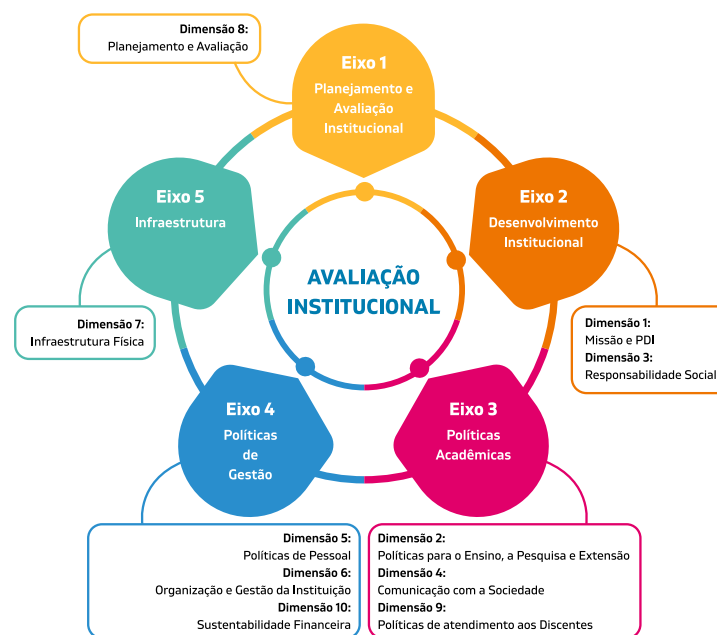 Dimensão 8:
Planejamento e Avaliação
Eixo 1
Planejamento e
Avaliação
Institucional
Eixo 5
Infraestrutura
Eixo 2
Desenvolvimento
Institucional
AVALIAÇÃO
INSTITUCIONAL
Dimensão 7:
Infraestrutura Física
Dimensão 1:
Missão e PDI
Dimensão 3:
Responsabilidade Social
Eixo 4
Políticas
de
Gestão
Eixo 3
Políticas
Acadêmicas
Dimensão 5:
Políticas de Pessoal
Dimensão 6:
Organização e Gestão da Instituição
Dimensão 10:
Sustentabilidade Financeira
Dimensão 2:
Políticas para o Ensino, a Pesquisa e Extensão
Dimensão 4:
Comunicação com a Sociedade
Dimensão 9:
Políticas de atendimento aos Discentes